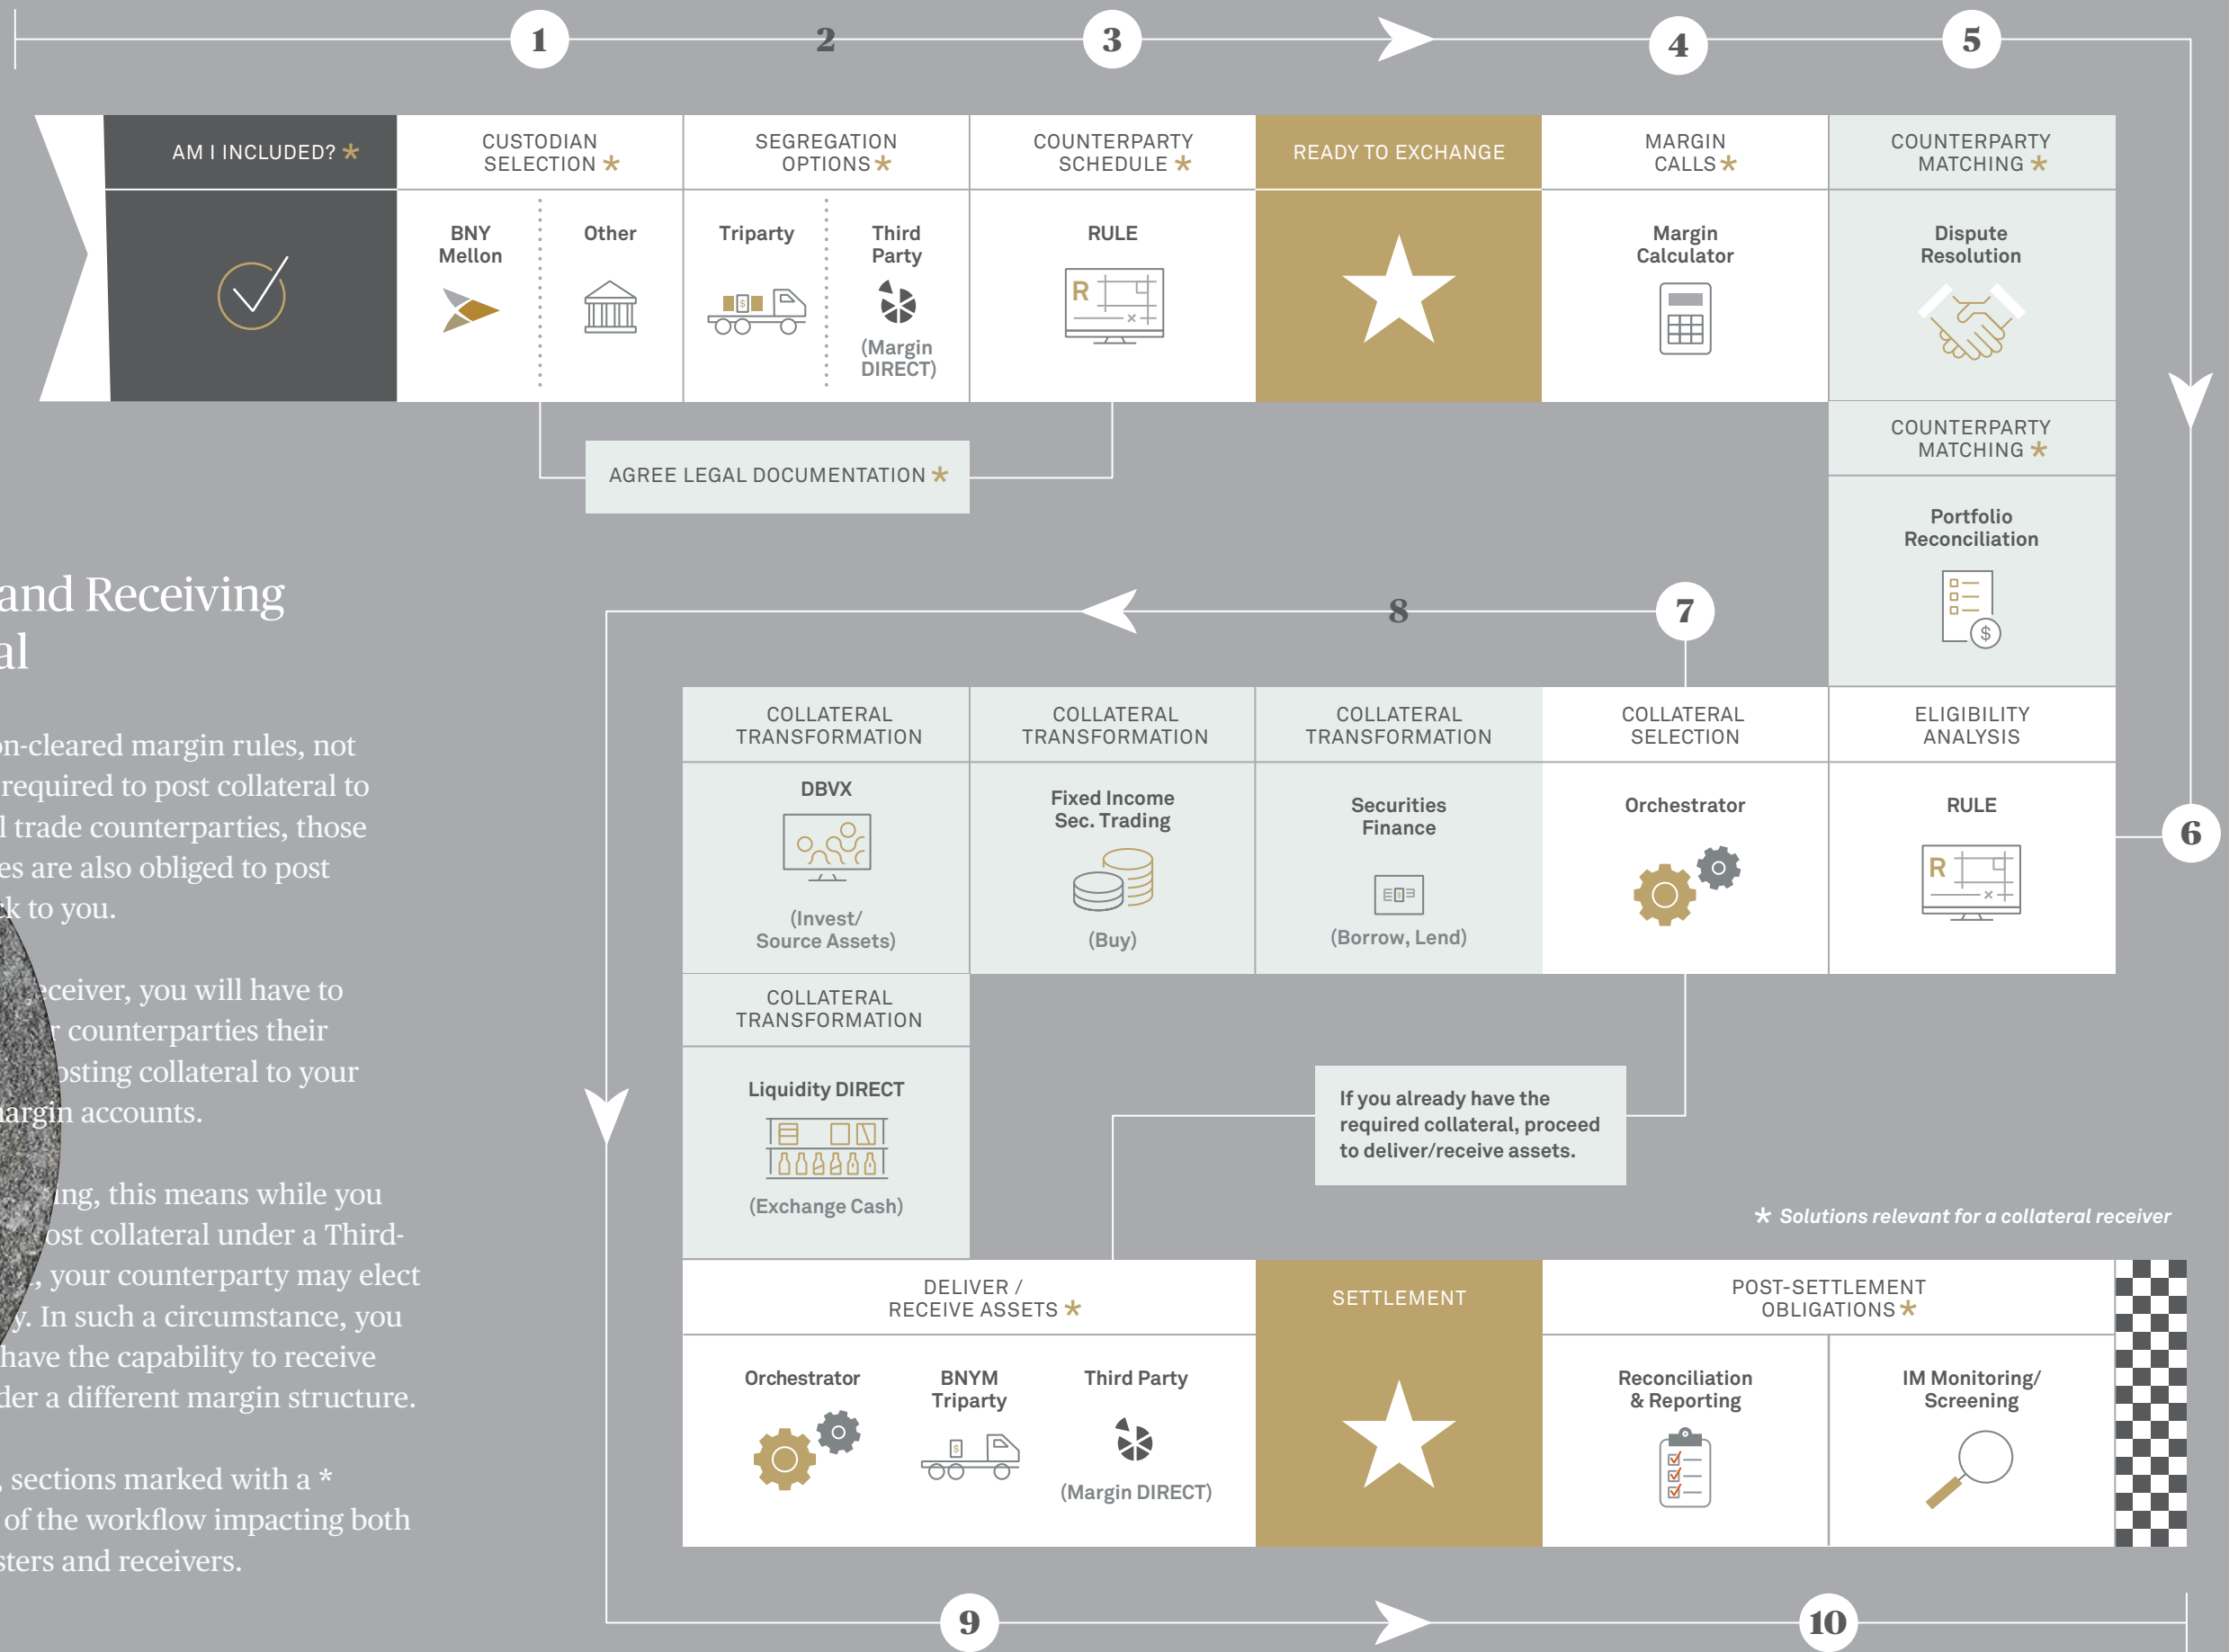 1
2
3
4
5
AM I INCLUDED? *
CUSTODIAN
SELECTION *
SEGREGATION
OPTIONS *
COUNTERPARTY
SCHEDULE *
READY TO EXCHANGE
MARGIN
CALLS *
COUNTERPARTY
MATCHING *
BNY
Mellon
Other
Triparty
Third
Party
(Margin
DIRECT)
RULE
R
Margin
Calculator
Dispute
Resolution
AGREE LEGAL DOCUMENTATION *
COUNTERPARTY
MATCHING *
Portfolio
Reconciliation
$
and Receiving
al
on-cleared margin rules, not
required to post collateral to
l trade counterparties, those
es are also obliged to post
k to you.
eceiver, you will have to
r counterparties their
osting collateral to your
margin accounts.
ing, this means while you
ost collateral under a Third-
, your counterparty may elect
y. In such a circumstance, you
have the capability to receive
der a different margin structure.
, sections marked with a *
of the workflow impacting both
sters and receivers.
8
7
6
COLLATERAL
TRANSFORMATION
COLLATERAL
TRANSFORMATION
COLLATERAL
TRANSFORMATION
COLLATERAL
SELECTION
ELIGIBILITY
ANALYSIS
DBVX
(Invest/
Source Assets)
Fixed Income
Sec. Trading
(Buy)
Securities
Finance
(Borrow, Lend)
Orchestrator
RULE
R
COLLATERAL
TRANSFORMATION
Liquidity DIRECT
(Exchange Cash)
If you already have the
required collateral, proceed
to deliver/receive assets.
* Solutions relevant for a collateral receiver
DELIVER /
RECEIVE ASSETS *
SETTLEMENT
POST-SETTLEMENT
OBLIGATIONS *
Orchestrator
BNYM
Triparty
$
Third Party
(Margin DIRECT)
Reconciliation
& Reporting
IM Monitoring/
Screening
9
10